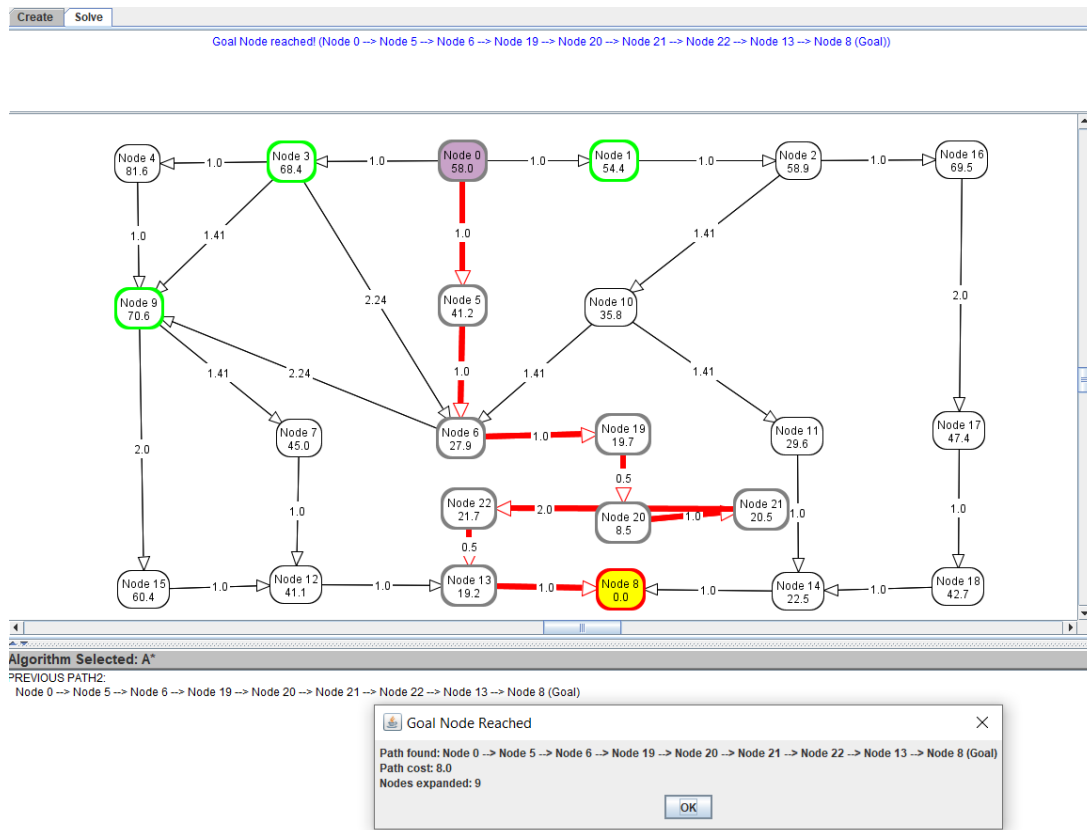 Create Solve
Goal Node reached! (Node 0 --> Node 5 --> Node 6 --> Node 19 --> Node 20 --> Node 21 --> Node 22 --> Node 13 --> Node 8 (Goal))
Node 4
81.6
1.0
Node 3
68.4
1.0
Node 0
58.0
1.0
Node 1
54.4
1.0
Node 2
58.9
1.0
Node 16
69.5
1.0
1.41
1.0
1.41
2.24
2.0
Node 9
70.6
Node 5
41.2
Node 10
35.8
1.41
2.24
1.0
1.41
1.41
Node 7
45.0
Node 6
27.9
1.0
Node 19
19.7
Node 11
29.6
Node 17
47.4
2.0
0.5
1.0
Node 22
21.7
2.0
Node 20
8.5
1.0
Node 21
20.5
1.0
1.0
0.5
Node 15
60.4
1.0
Node 12
41.1
1.0
Node 13
19.2
1.0
Node 8
0.0
1.0
Node 14
22.5
1.0
Node 18
42.7
Algorithm Selected: A*
PREVIOUS PATH2:
Node 0 --> Node 5 --> Node 6 --> Node 19 --> Node 20 --> Node 21 --> Node 22 --> Node 13 --> Node 8 (Goal)
Goal Node Reached
Path found: Node 0 --> Node 5 --> Node 6 --> Node 19 --> Node 20 --> Node 21 --> Node 22 --> Node 13 --> Node 8 (Goal)
Path cost: 8.0
Nodes expanded: 9
OK